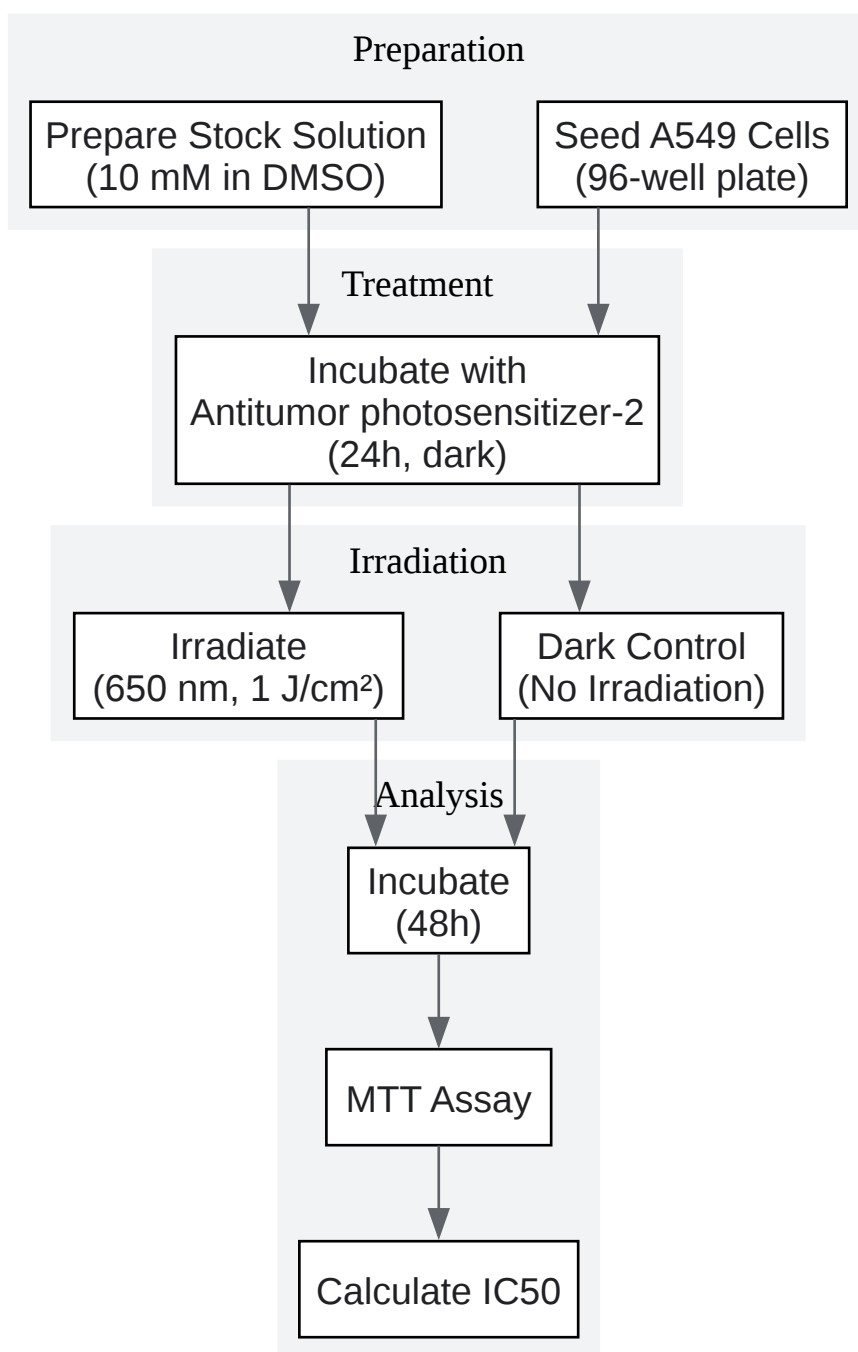 Preparation
Prepare Stock Solution
(10 mM in DMSO)
Seed A549 Cells
(96-well plate)
Treatment
Incubate with
Antitumor photosensitizer-2
(24h, dark)
Irradiation
Irradiate
(650 nm, 1 J/cm²)
Dark Control
(No Irradiation)
Analysis
Incubate
(48h)
MTT Assay
Calculate IC50